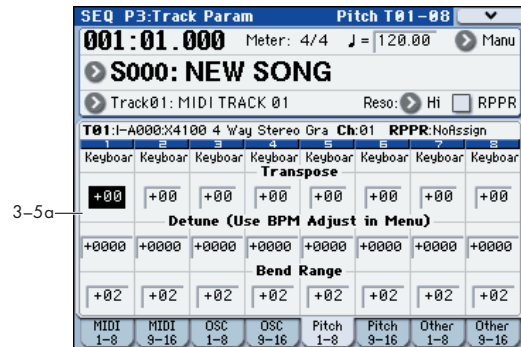 SEQ P3:Track Param Pitch T01-08
001:01.000 Meter: 4/4 ♩=120.00 Manu
S000: NEW SONG
Track01: MIDI TRACK 01 Reso: Hi RPPR
T01:I-A000:X4100 4 Way Stereo Gra Ch:01 RPPR:NoAssign
1 2 3 4 5 6 7 8
Keyboar Keyboar Keyboar Keyboar Keyboar Keyboar Keyboar Keyboar
Transpose
3–5a
+00 +00 +00 +00 +00 +00 +00 +00
Detune (Use BPM Adjust in Menu)
+0000 +0000 +0000 +0000 +0000 +0000 +0000 +0000
Bend Range
+02 +02 +02 +02 +02 +02 +02 +02
MIDI 1-8 MIDI 9-16 OSC 1-8 OSC 9-16 Pitch 1-8 Pitch 9-16 Other 1-8 Other 9-16